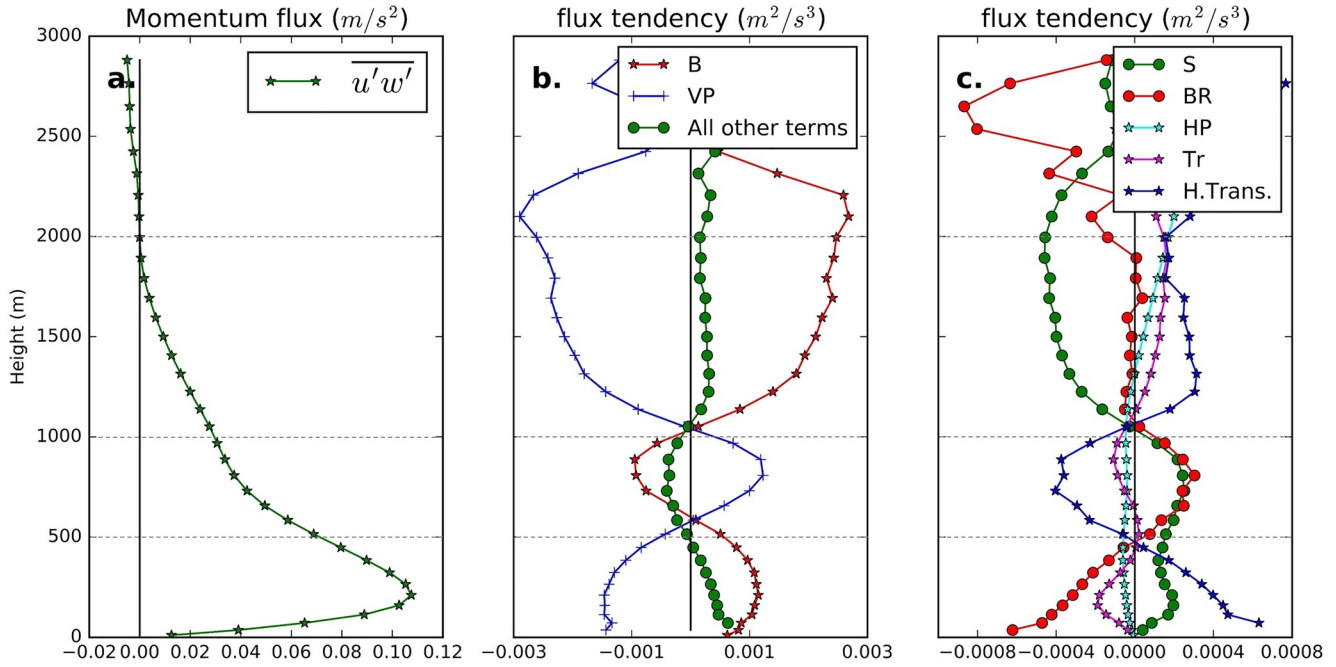 Momentum flux (m/s²)
flux tendency (m²/s³)
flux tendency (m²/s³)
a.
u'w'
b.
B
VP
All other terms
c.
S
BR
HP
Tr
H.Trans.
Height (m)
3000
2500
2000
1500
1000
500
0
−0.02 0.00 0.02 0.04 0.06 0.08 0.10 0.12
−0.003 −0.001 0.001 0.003
−0.0008 −0.0004 0.0000 0.0004 0.0008